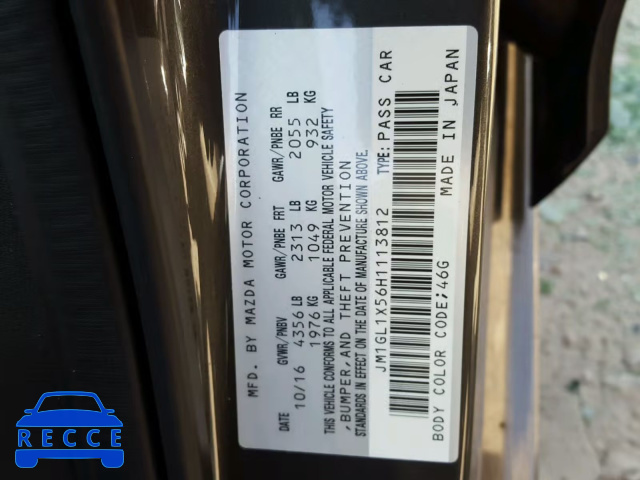 MFD. BY MAZDA MOTOR CORPORATION
DATE GVWR/PNBV GAWR/PNBE FRT GAWR/PNBE RR
10/16 4356 LB 2313 LB 2055 LB
1976 KG 1049 KG 932 KG
THIS VEHICLE CONFORMS TO ALL APPLICABLE FEDERAL MOTOR VEHICLE SAFETY
,BUMPER,AND THEFT PREVENTION
STANDARDS IN EFFECT ON THE DATE OF MANUFACTURE SHOWN ABOVE.
JM1GL1X56H1113812 TYPE: PASS CAR
BODY COLOR CODE;46G MADE IN JAPAN
RECCE